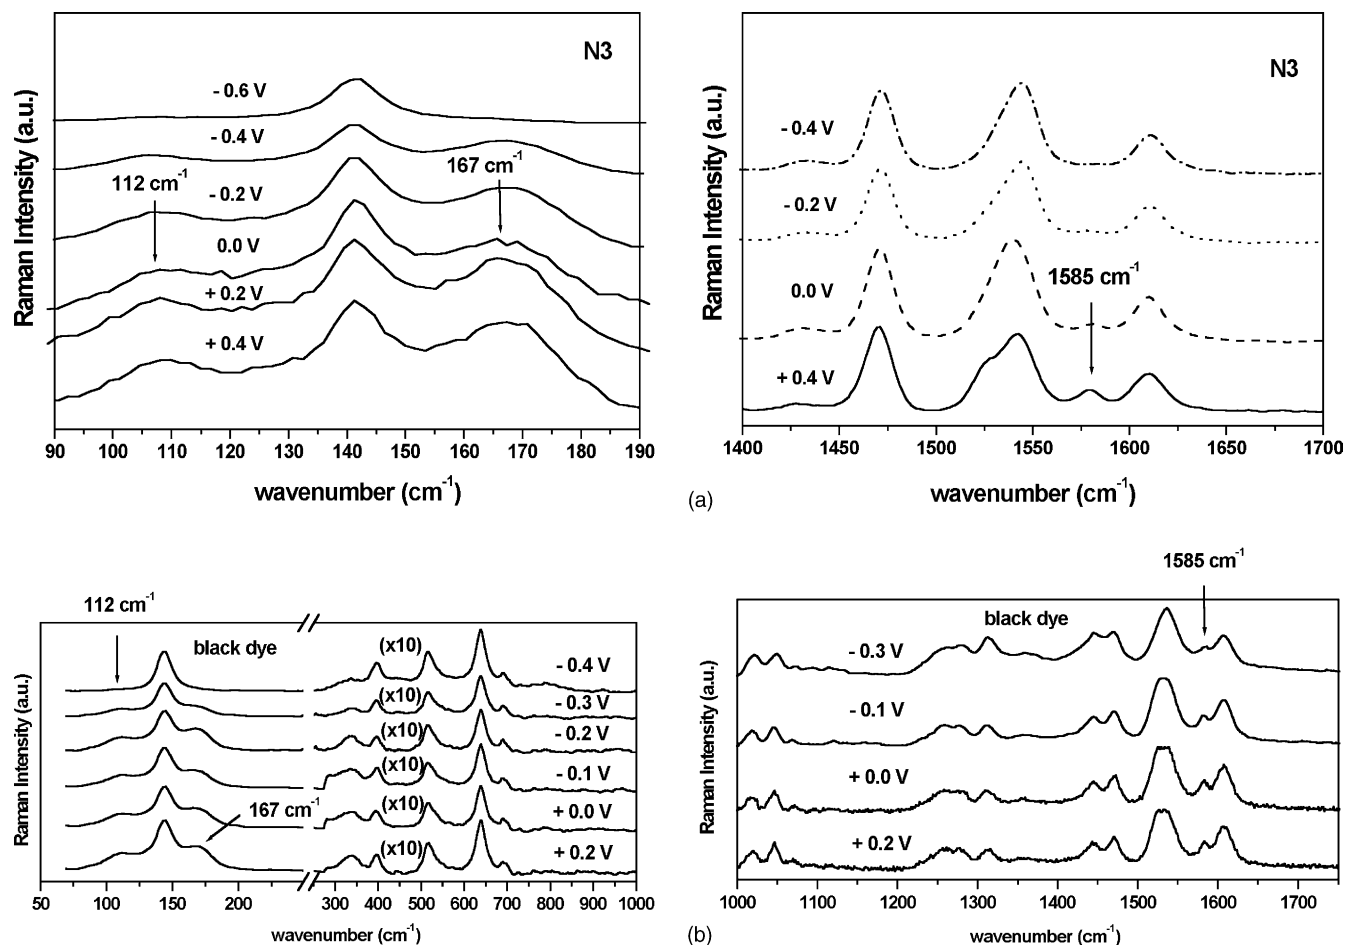 N3
- 0.6 V
- 0.4 V
167 cm-1
112 cm-1
- 0.2 V
0.0 V
+ 0.2 V
+ 0.4 V
Raman Intensity (a.u.)
90 100 110 120 130 140 150 160 170 180 190
wavenumber (cm-1)
N3
- 0.4 V
- 0.2 V
1585 cm-1
0.0 V
+ 0.4 V
Raman Intensity (a.u.)
1400 1450 1500 1550 1600 1650 1700
wavenumber (cm-1)
(a)
112 cm-1
black dye
(x10) - 0.4 V
(x10) - 0.3 V
(x10) - 0.2 V
(x10) - 0.1 V
167 cm-1
(x10) + 0.0 V
(x10) + 0.2 V
Raman Intensity (a.u.)
50 100 150 200 300 400 500 600 700 800 900 1000
wavenumber (cm-1)
1585 cm-1
black dye
- 0.3 V
- 0.1 V
+ 0.0 V
+ 0.2 V
Raman Intensity (a.u.)
1000 1100 1200 1300 1400 1500 1600 1700
wavenumber (cm-1)
(b)